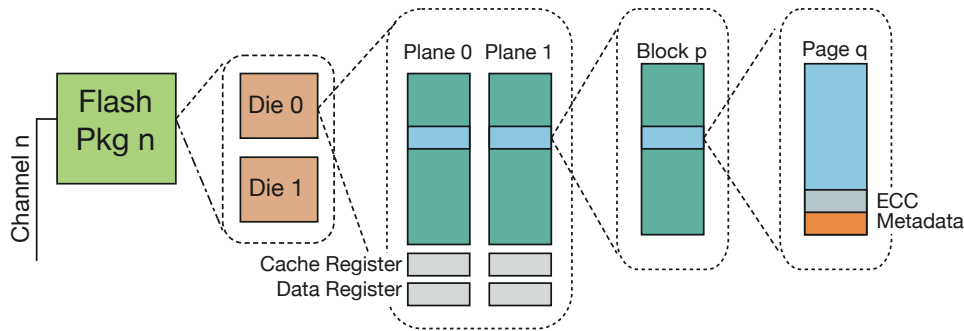 Channel n
Flash
Pkg n
Die 0
Die 1
Plane 0
Plane 1
Cache Register
Data Register
Block p
Page q
ECC
Metadata